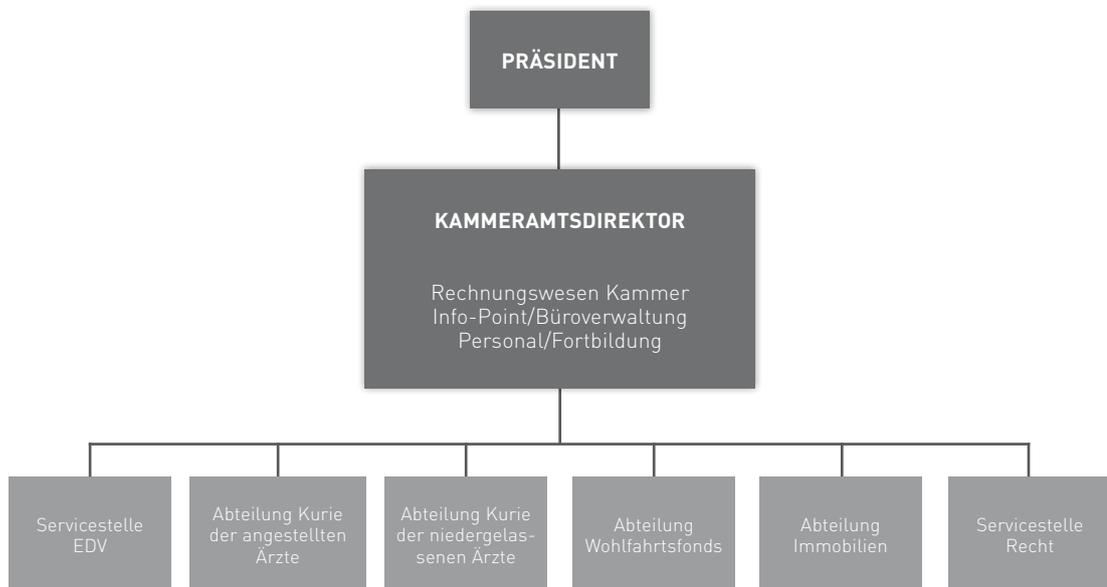 PRÄSIDENT
KAMMERAMTSDIREKTOR
Rechnungswesen Kammer
Info-Point/Büroverwaltung
Personal/Fortbildung
Servicestelle
EDV
Abteilung Kurie
der angestellten
Ärzte
Abteilung Kurie
der niedergelas-
senen Ärzte
Abteilung
Wohlfahrtsfonds
Abteilung
Immobilien
Servicestelle
Recht